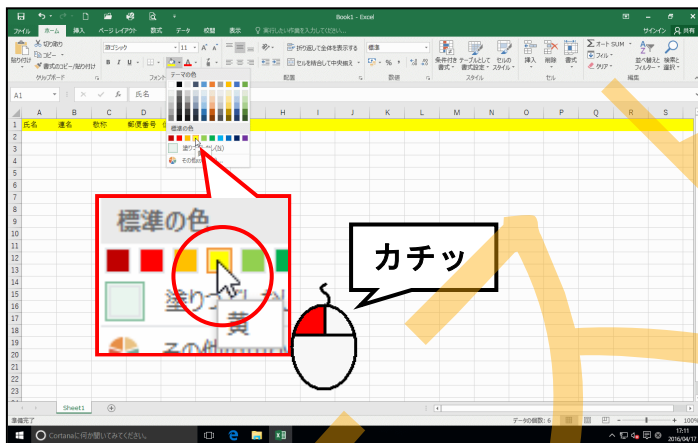 Book1 - Excel
サインイン 共有
ファイル ホーム 挿入 ページ レイアウト 数式 データ 校閲 表示 実行したい作業を入力してください...
切り取り
コピー
書式のコピー/貼り付け
貼り付け
クリップボード
游ゴシック 11
B I U
フォント
折り返して全体を表示する
セルを結合して中央揃え
配置
標準
数値
条件付き書式
テーブルとして書式設定
セルのスタイル
スタイル
挿入 削除 書式
セル
オート SUM
フィル
クリア
並べ替えとフィルター
検索と選択
編集
A1 fx 氏名
テーマの色
標準の色
その他の
A B C D H I J K L M N O P Q R S
1 氏名 連名 敬称 郵便番号
2
3
4
5
6
7
8
9
10
11
12
13
14
15
16
17
18
19
20
21
22
23
標準の色
塗りつぶしなし
黄
その他の
カチッ
Sheet1
準備完了
データの個数: 6
100%
Cortanaに何か聞いてみてください。
17:11